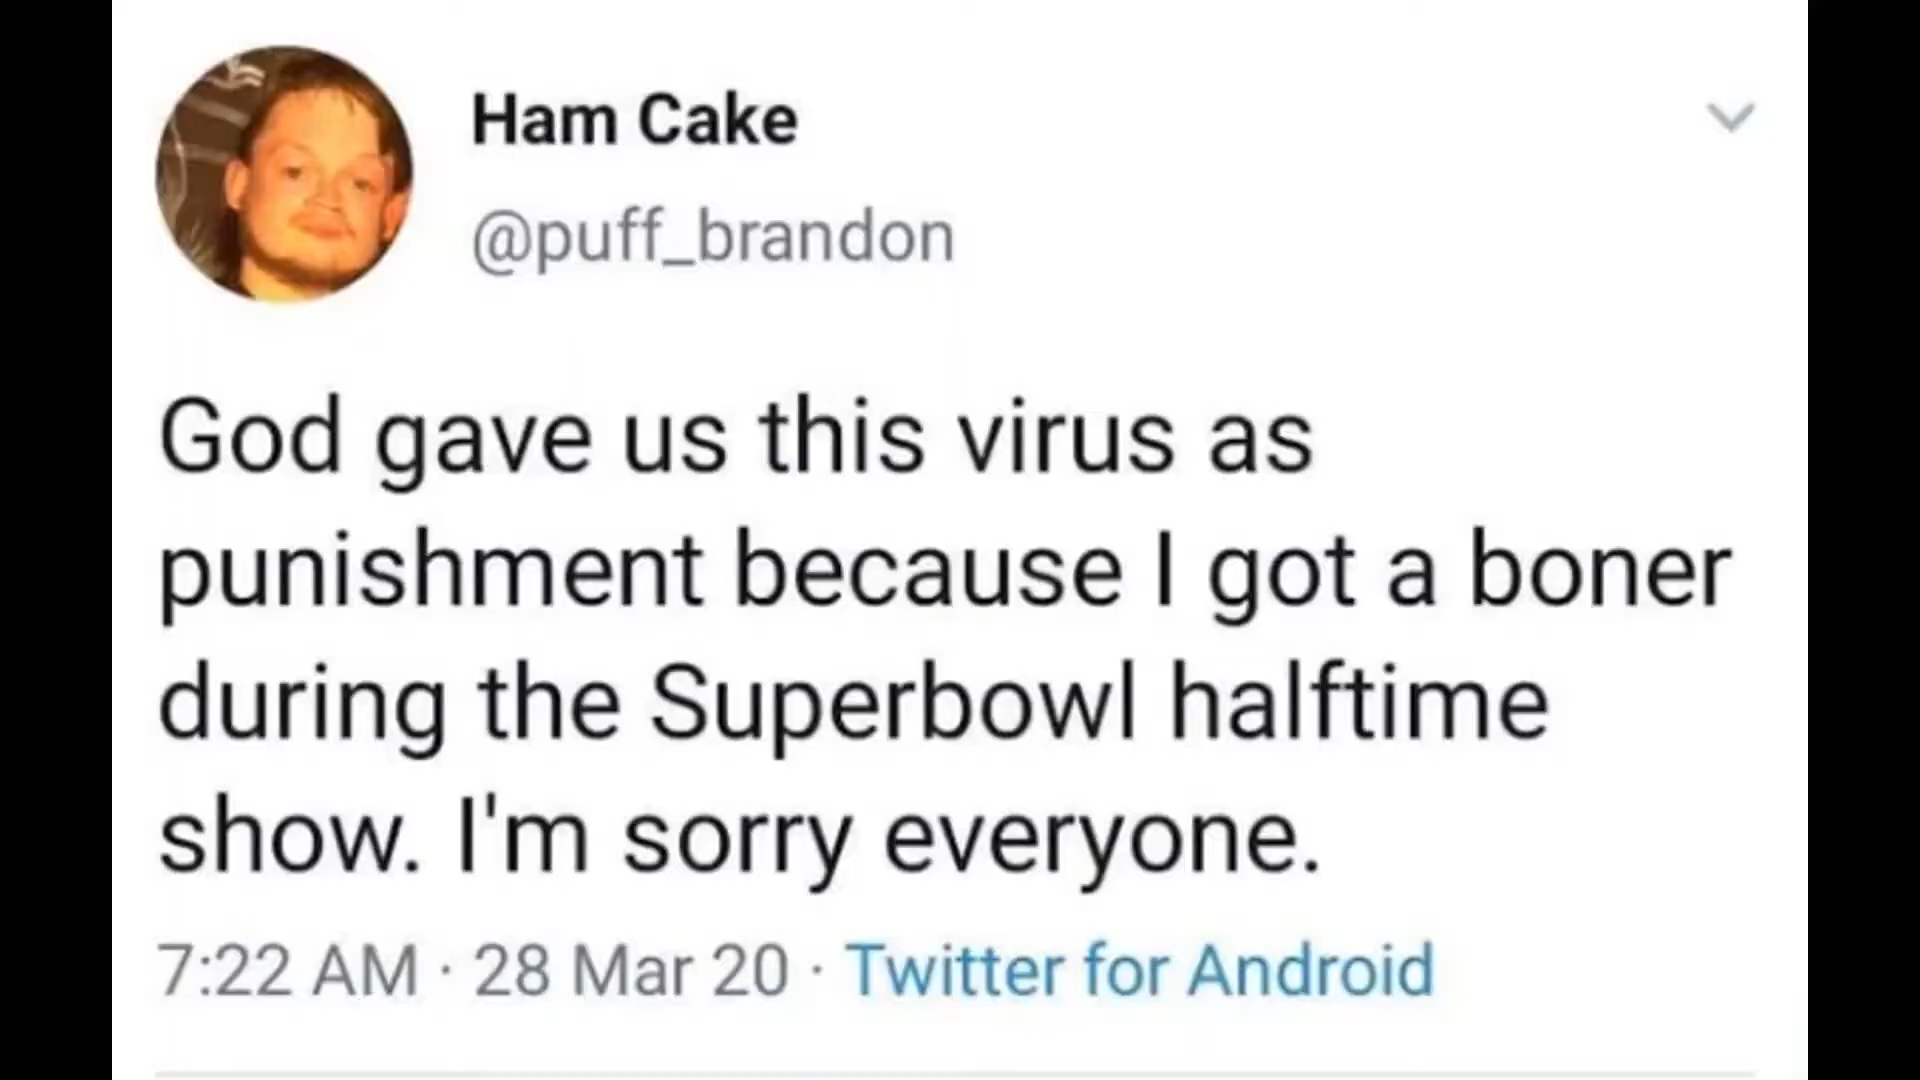 Ham Cake
@puff_brandon
God gave us this virus as
punishment because I got a boner
during the Superbowl halftime
show. I'm sorry everyone.
7:22 AM · 28 Mar 20 · Twitter for Android